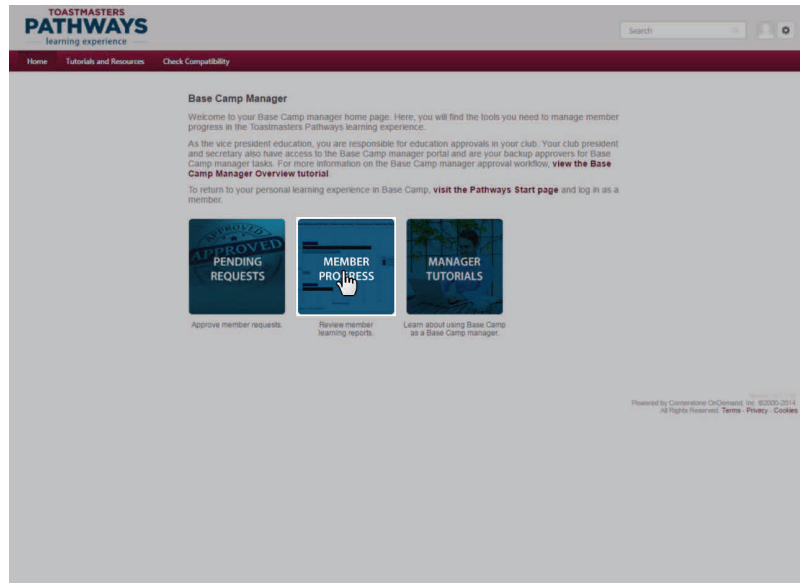 TOASTMASTERS
PATHWAYS
learning experience
Search
Home Tutorials and Resources Check Compatibility
Base Camp Manager
Welcome to your Base Camp manager home page. Here, you will find the tools you need to manage member
progress in the Toastmasters Pathways learning experience.
As the vice president education, you are responsible for education approvals in your club. Your club president
and secretary also have access to the Base Camp manager portal and are your backup approvers for Base
Camp manager tasks. For more information on the Base Camp manager approval workflow, view the Base
Camp Manager Overview tutorial.
To return to your personal learning experience in Base Camp, visit the Pathways Start page and log in as a
member.
APPROVED
APPROVED
PENDING
REQUESTS
MEMBER
PROGRESS
MANAGER
TUTORIALS
Approve member requests.
Review member
learning reports.
Learn about using Base Camp
as a Base Camp manager.
Powered by Cornerstone OnDemand, Inc. ©2000-2014
All Rights Reserved. Terms - Privacy - Cookies